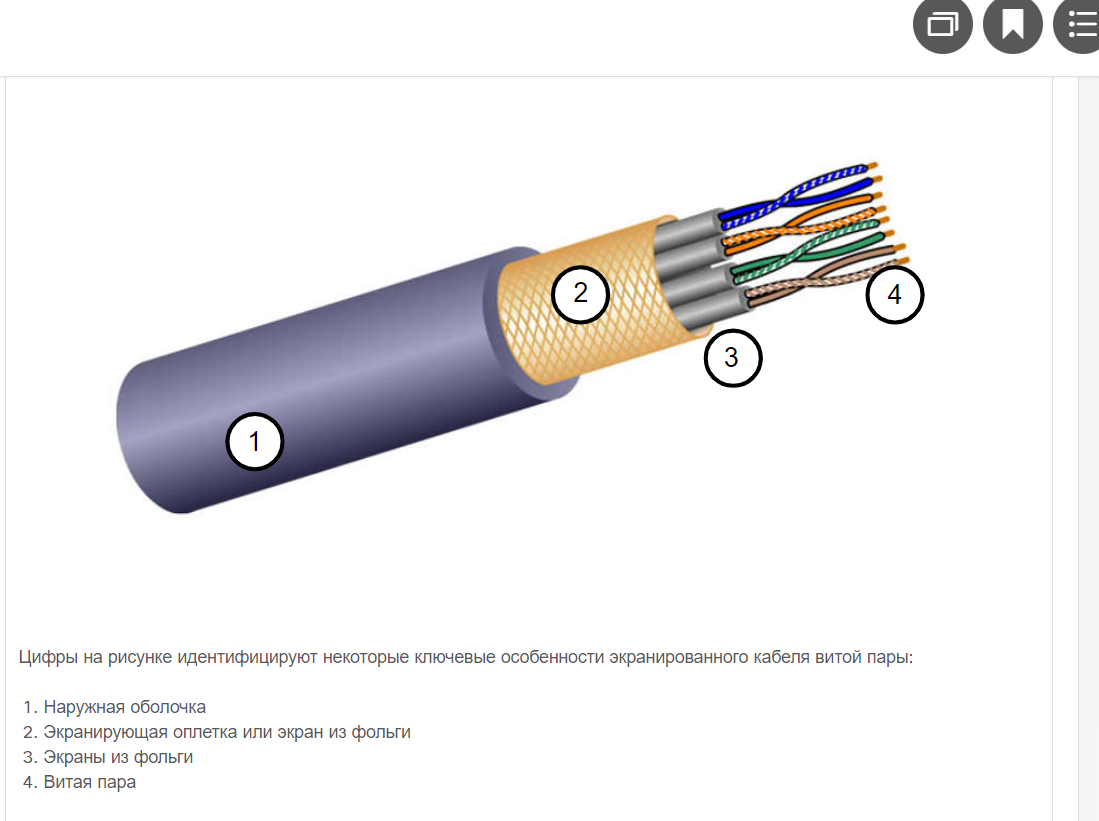 2
4
3
1
Цифры на рисунке идентифицируют некоторые ключевые особенности экранированного кабеля витой пары:
1. Наружная оболочка
2. Экранирующая оплетка или экран из фольги
3. Экраны из фольги
4. Витая пара